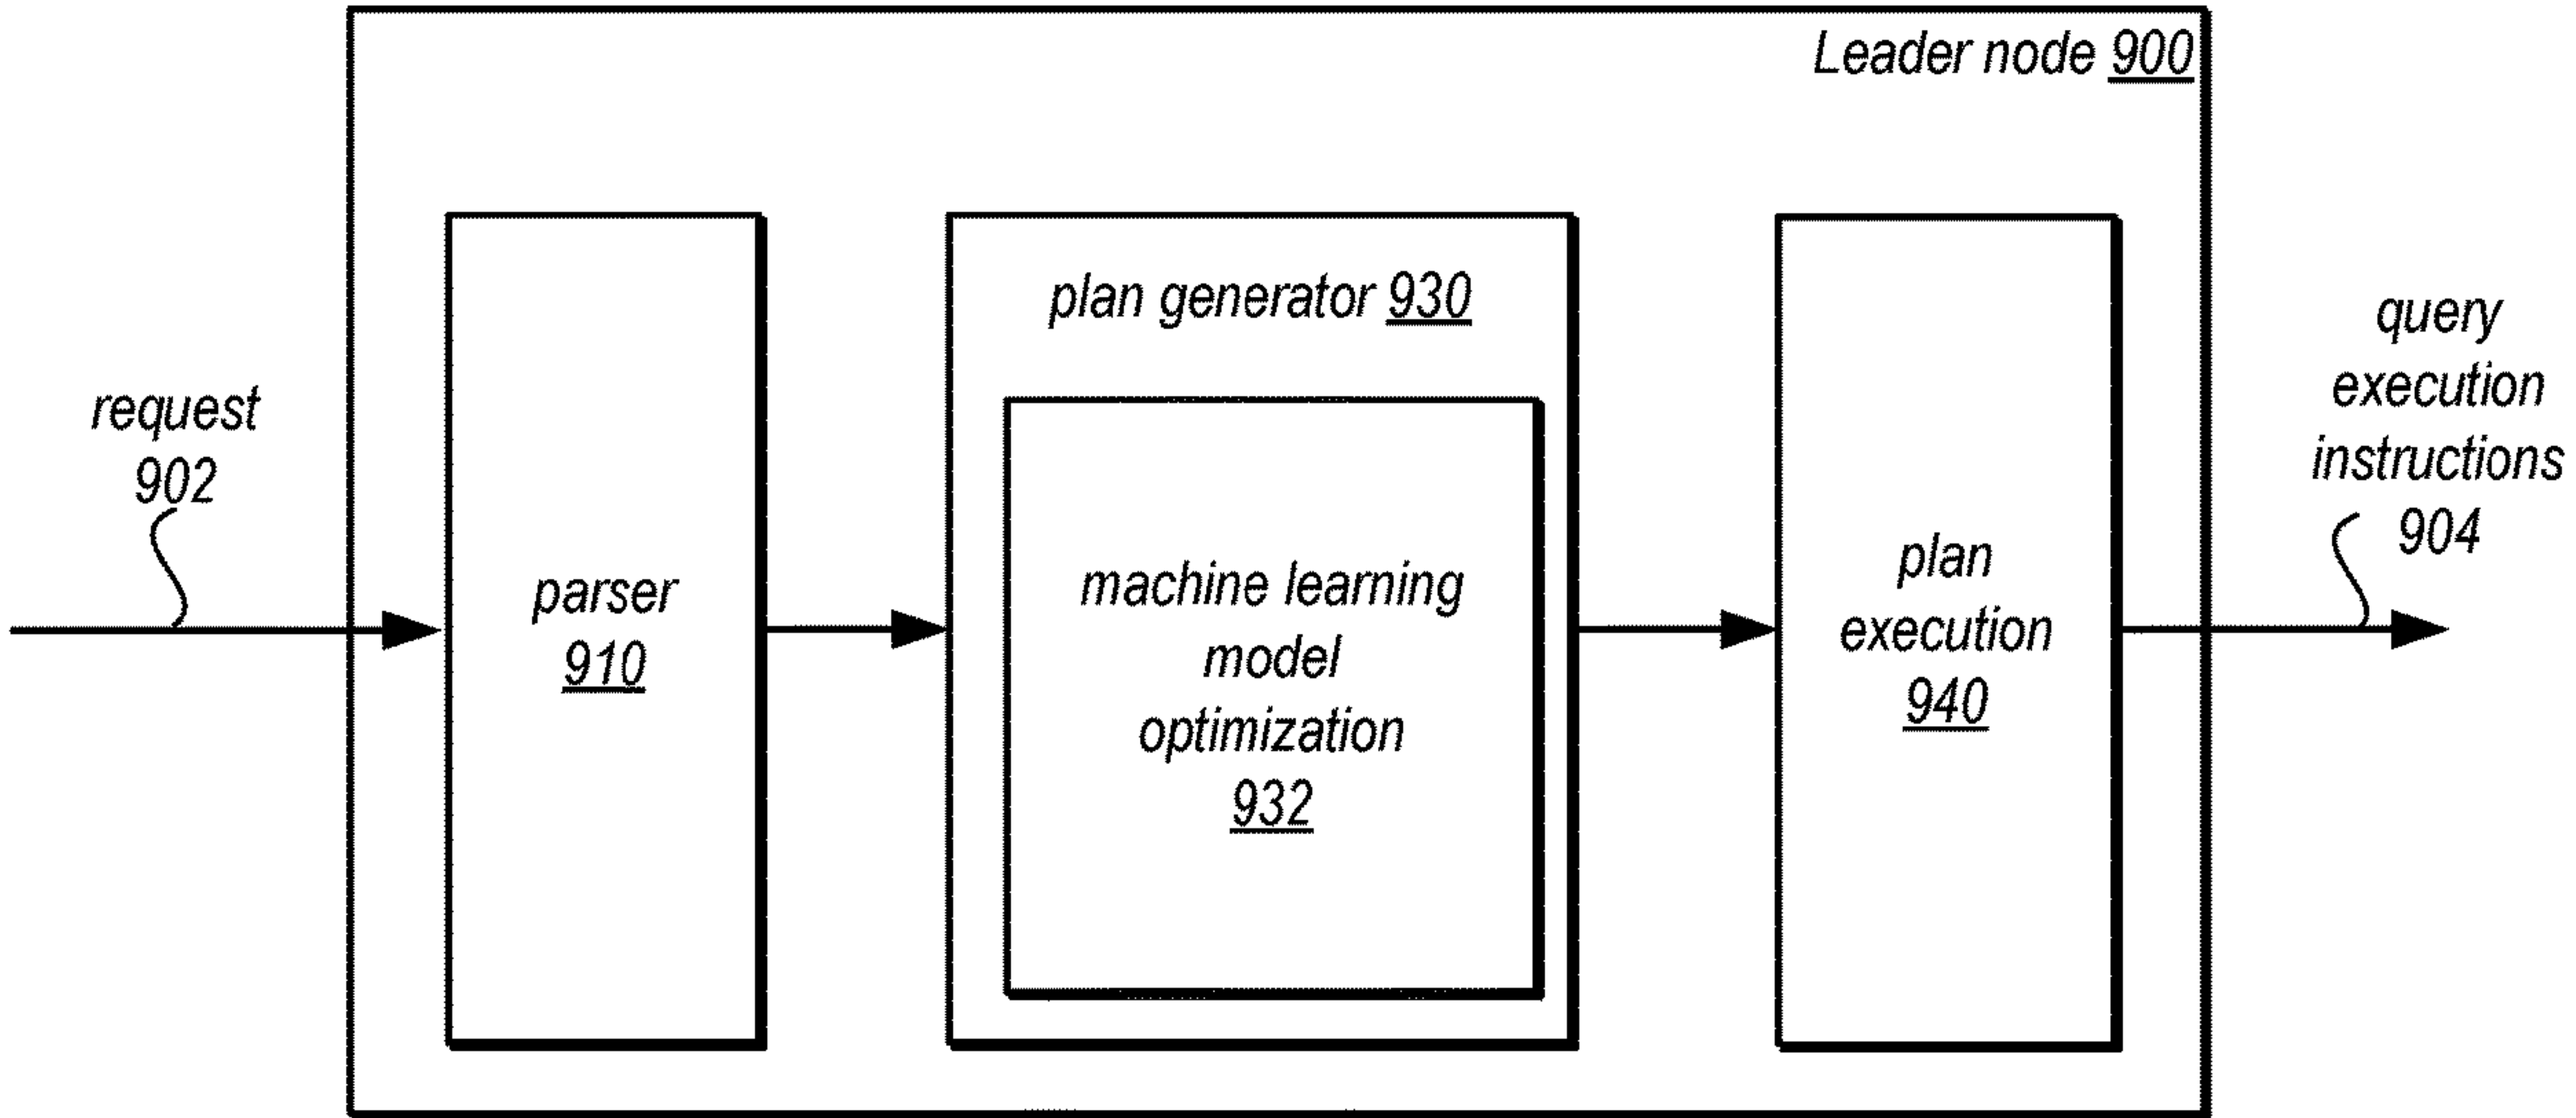 Leader node 900
request
902
parser
910
plan generator 930
machine learning
model
optimization
932
plan
execution
940
query
execution
instructions
904